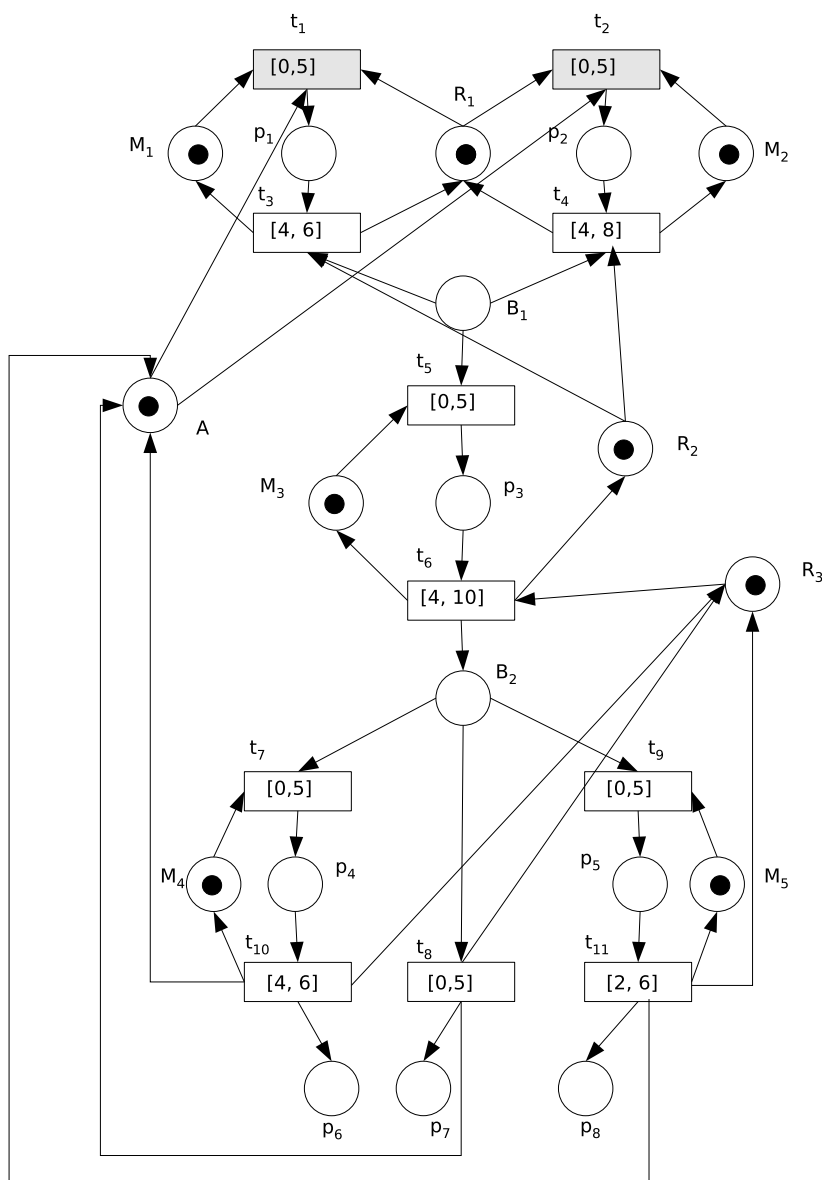 t1 t2
[0,5] [0,5]
R1
M1 p1 p2 M2
t3 t4
[4, 6] [4, 8]
B1
t5
[0,5]
A R2
M3 p3
t6
[4, 10] R3
B2
t7 t9
[0,5] [0,5]
M4 p4 p5 M5
t10 t8 t11
[4, 6] [0,5] [2, 6]
p6 p7 p8